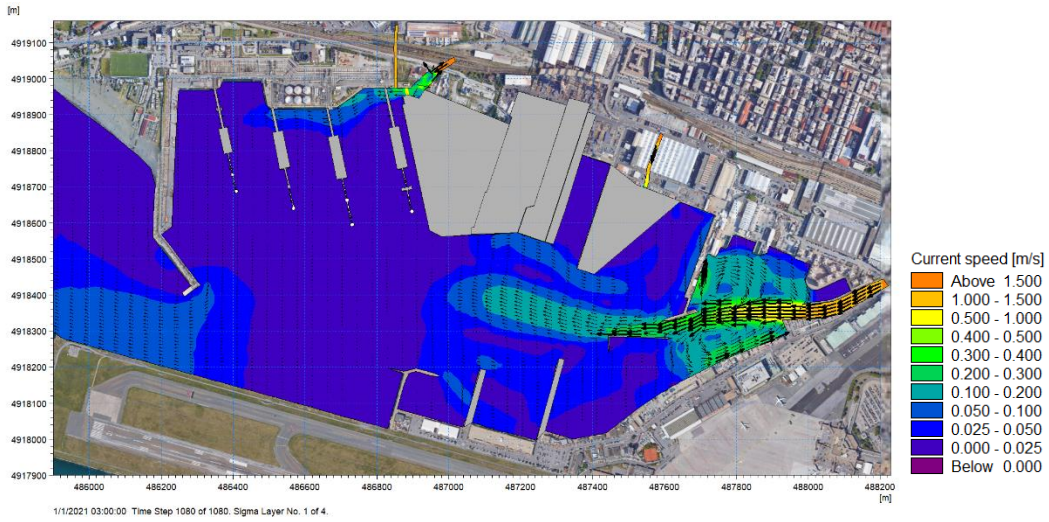 [m]
4919100
4919000
4918900
4918800
4918700
4918600
4918500
4918400
4918300
4918200
4918100
4918000
4917900
486000 486200 486400 486600 486800 487000 487200 487400 487600 487800 488000 488200
[m]
1/1/2021 03:00:00 Time Step 1080 of 1080. Sigma Layer No. 1 of 4.
Current speed [m/s]
Above 1.500
1.000 - 1.500
0.500 - 1.000
0.400 - 0.500
0.300 - 0.400
0.200 - 0.300
0.100 - 0.200
0.050 - 0.100
0.025 - 0.050
0.000 - 0.025
Below 0.000